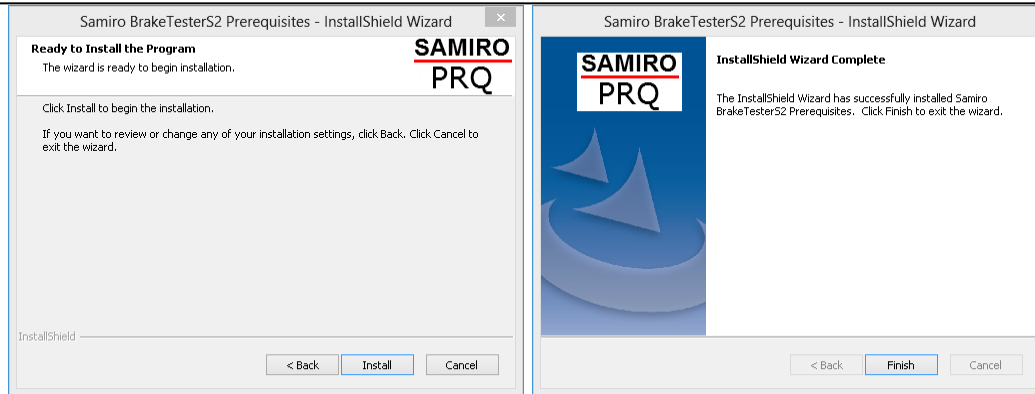 Samiro BrakeTesterS2 Prerequisites - InstallShield Wizard
Ready to Install the Program
The wizard is ready to begin installation.
SAMIRO
PRQ
Click Install to begin the installation.
If you want to review or change any of your installation settings, click Back. Click Cancel to
exit the wizard.
InstallShield
< Back
Install
Cancel
Samiro BrakeTesterS2 Prerequisites - InstallShield Wizard
SAMIRO
PRQ
InstallShield Wizard Complete
The InstallShield Wizard has successfully installed Samiro
BrakeTesterS2 Prerequisites. Click Finish to exit the wizard.
< Back
Finish
Cancel